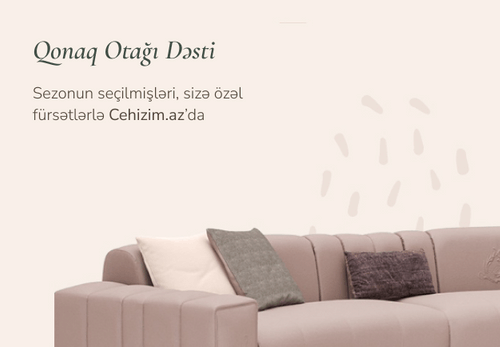 Qonaq Otağı Dəsti
Sezonun seçilmişləri, sizə özəl
fürsətlərlə Cehizim.az'da